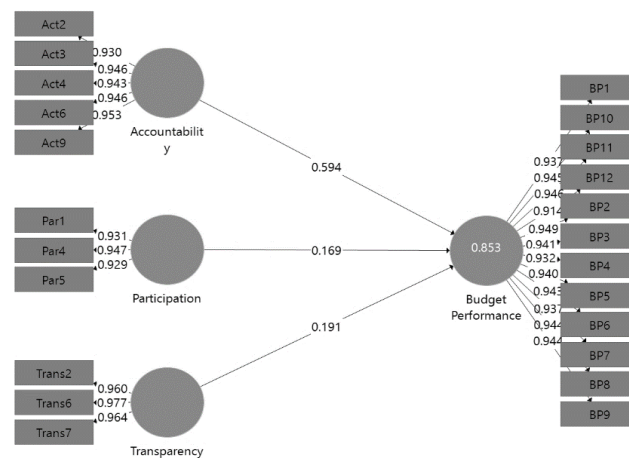 Act2
Act3
Act4
Act6
Act9
0.930
0.946
0.943
0.946
0.953
Accountabilit
y
0.594
Par1
Par4
Par5
0.931
0.947
0.929
Participation
0.169
Trans2
Trans6
Trans7
0.960
0.977
0.964
Transparency
0.191
0.853
Budget
Performance
0.937
0.945
0.946
0.914
0.949
0.941
0.932
0.940
0.943
0.937
0.944
0.944
BP1
BP10
BP11
BP12
BP2
BP3
BP4
BP5
BP6
BP7
BP8
BP9